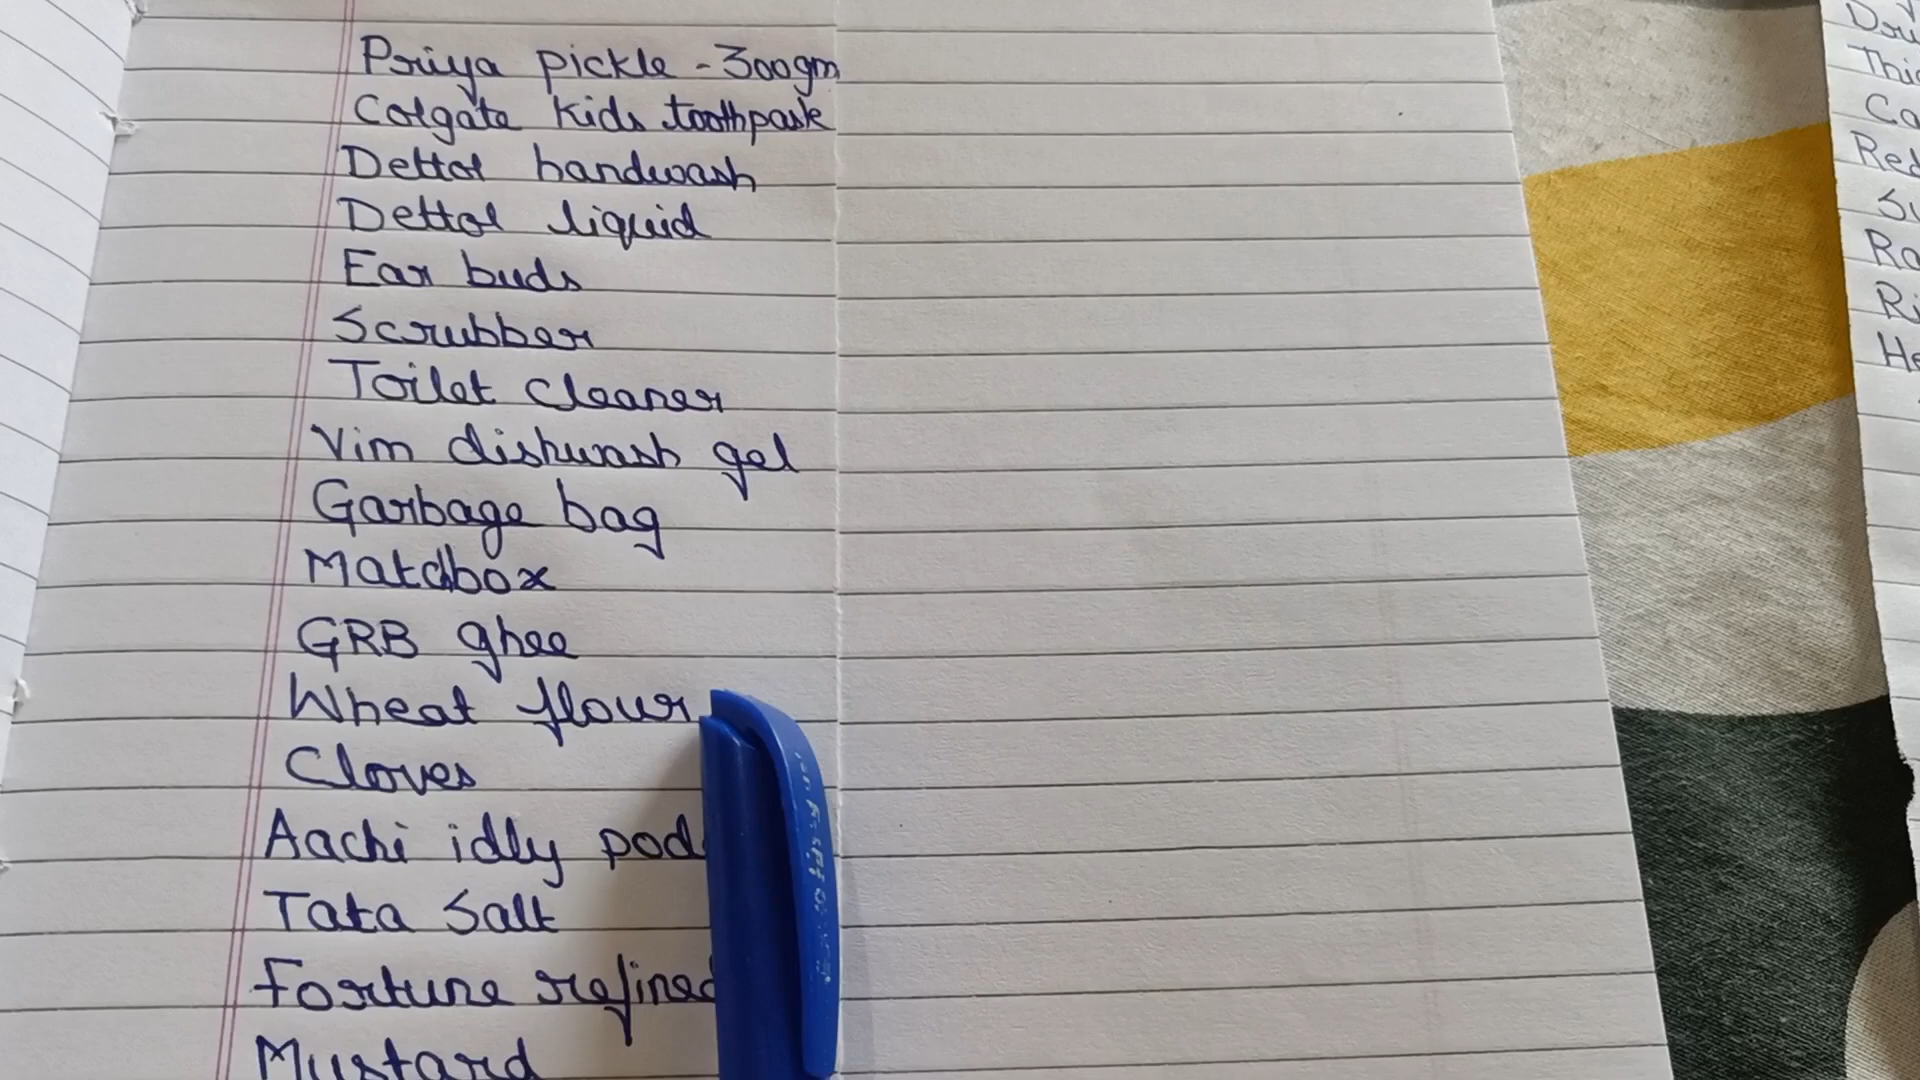 Priya pickle - 300gm
Colgate kids toothpaste
Dettol handwash
Dettol liquid
Ear buds
Scrubber
Toilet cleaner
Vim dishwash gel
Garbage bag
Matchbox
GRB ghee
Wheat flour
Cloves
Aachi idly
Tata Salt
Fortune refined
Mustard